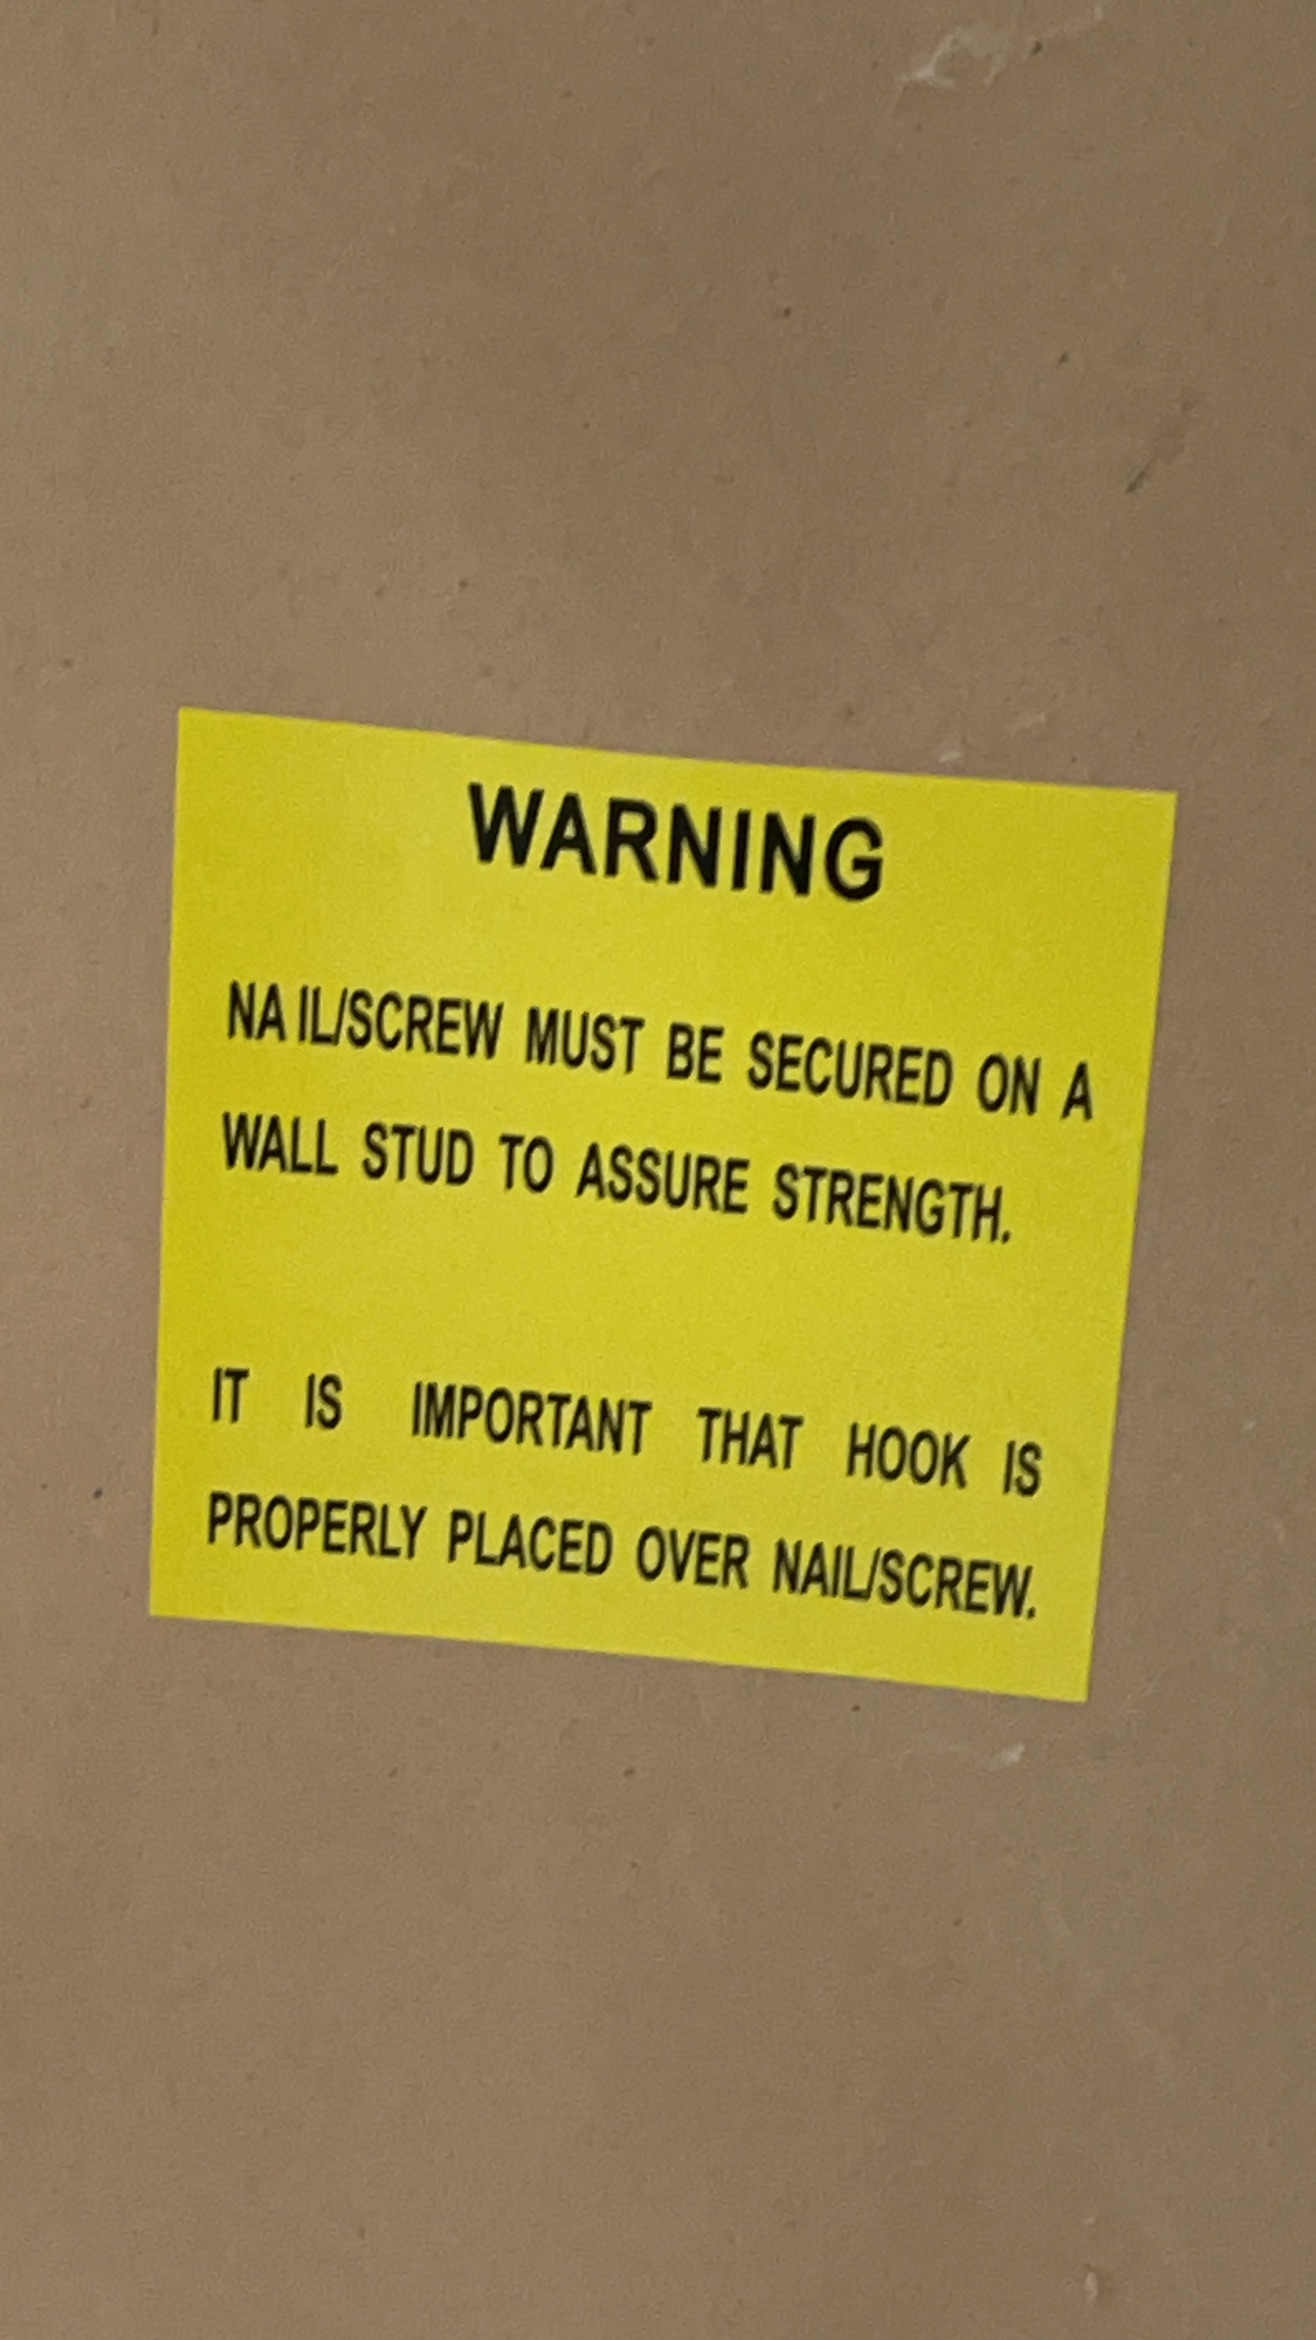 WARNING
NA IL/SCREW MUST BE SECURED ON A
WALL STUD TO ASSURE STRENGTH.
IT IS IMPORTANT THAT HOOK IS
PROPERLY PLACED OVER NAIL/SCREW.